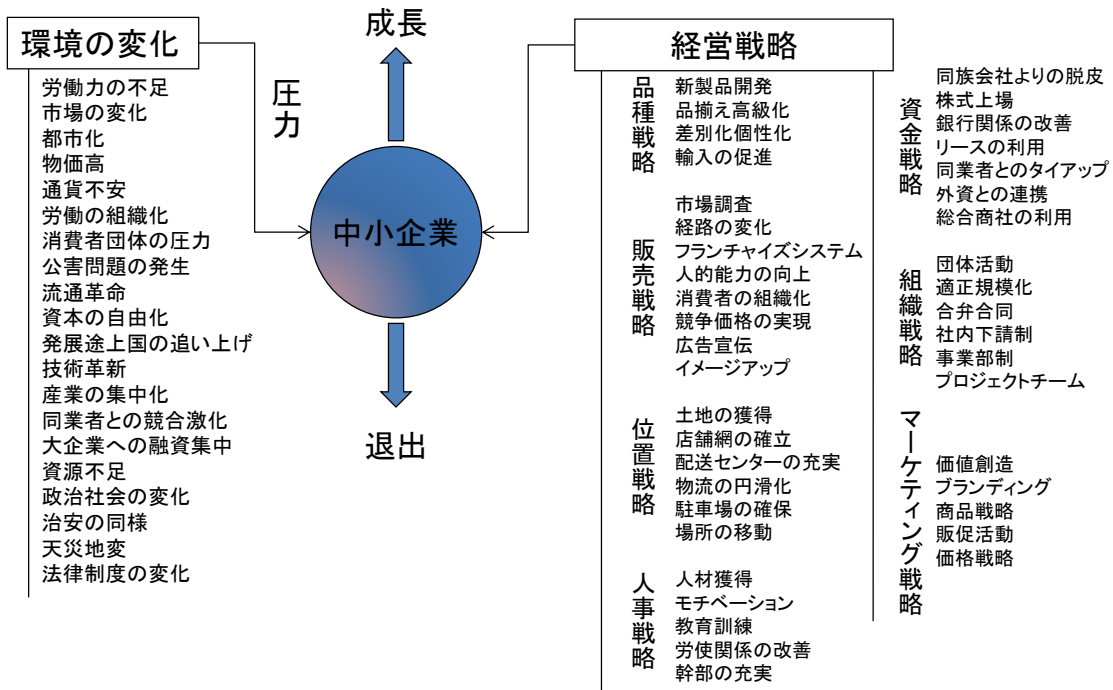 成長
環境の変化
圧力
労働力の不足
市場の変化
都市化
物価高
通貨不安
労働の組織化
消費者団体の圧力
公害問題の発生
流通革命
資本の自由化
発展途上国の追い上げ
技術革新
産業の集中化
同業者との競合激化
大企業への融資集中
資源不足
政治社会の変化
治安の同様
天災地変
法律制度の変化
中小企業
退出
経営戦略
品種戦略
新製品開発
品揃え高級化
差別化個性化
輸入の促進
販売戦略
市場調査
経路の変化
フランチャイズシステム
人的能力の向上
消費者の組織化
競争価格の実現
広告宣伝
イメージアップ
位置戦略
土地の獲得
店舗網の確立
配送センターの充実
物流の円滑化
駐車場の確保
場所の移動
人事戦略
人材獲得
モチベーション
教育訓練
労使関係の改善
幹部の充実
資金戦略
同族会社よりの脱皮
株式上場
銀行関係の改善
リースの利用
同業者とのタイアップ
外資との連携
総合商社の利用
組織戦略
団体活動
適正規模化
合弁合同
社内下請制
事業部制
プロジェクトチーム
マーケティング戦略
価値創造
ブランディング
商品戦略
販促活動
価格戦略